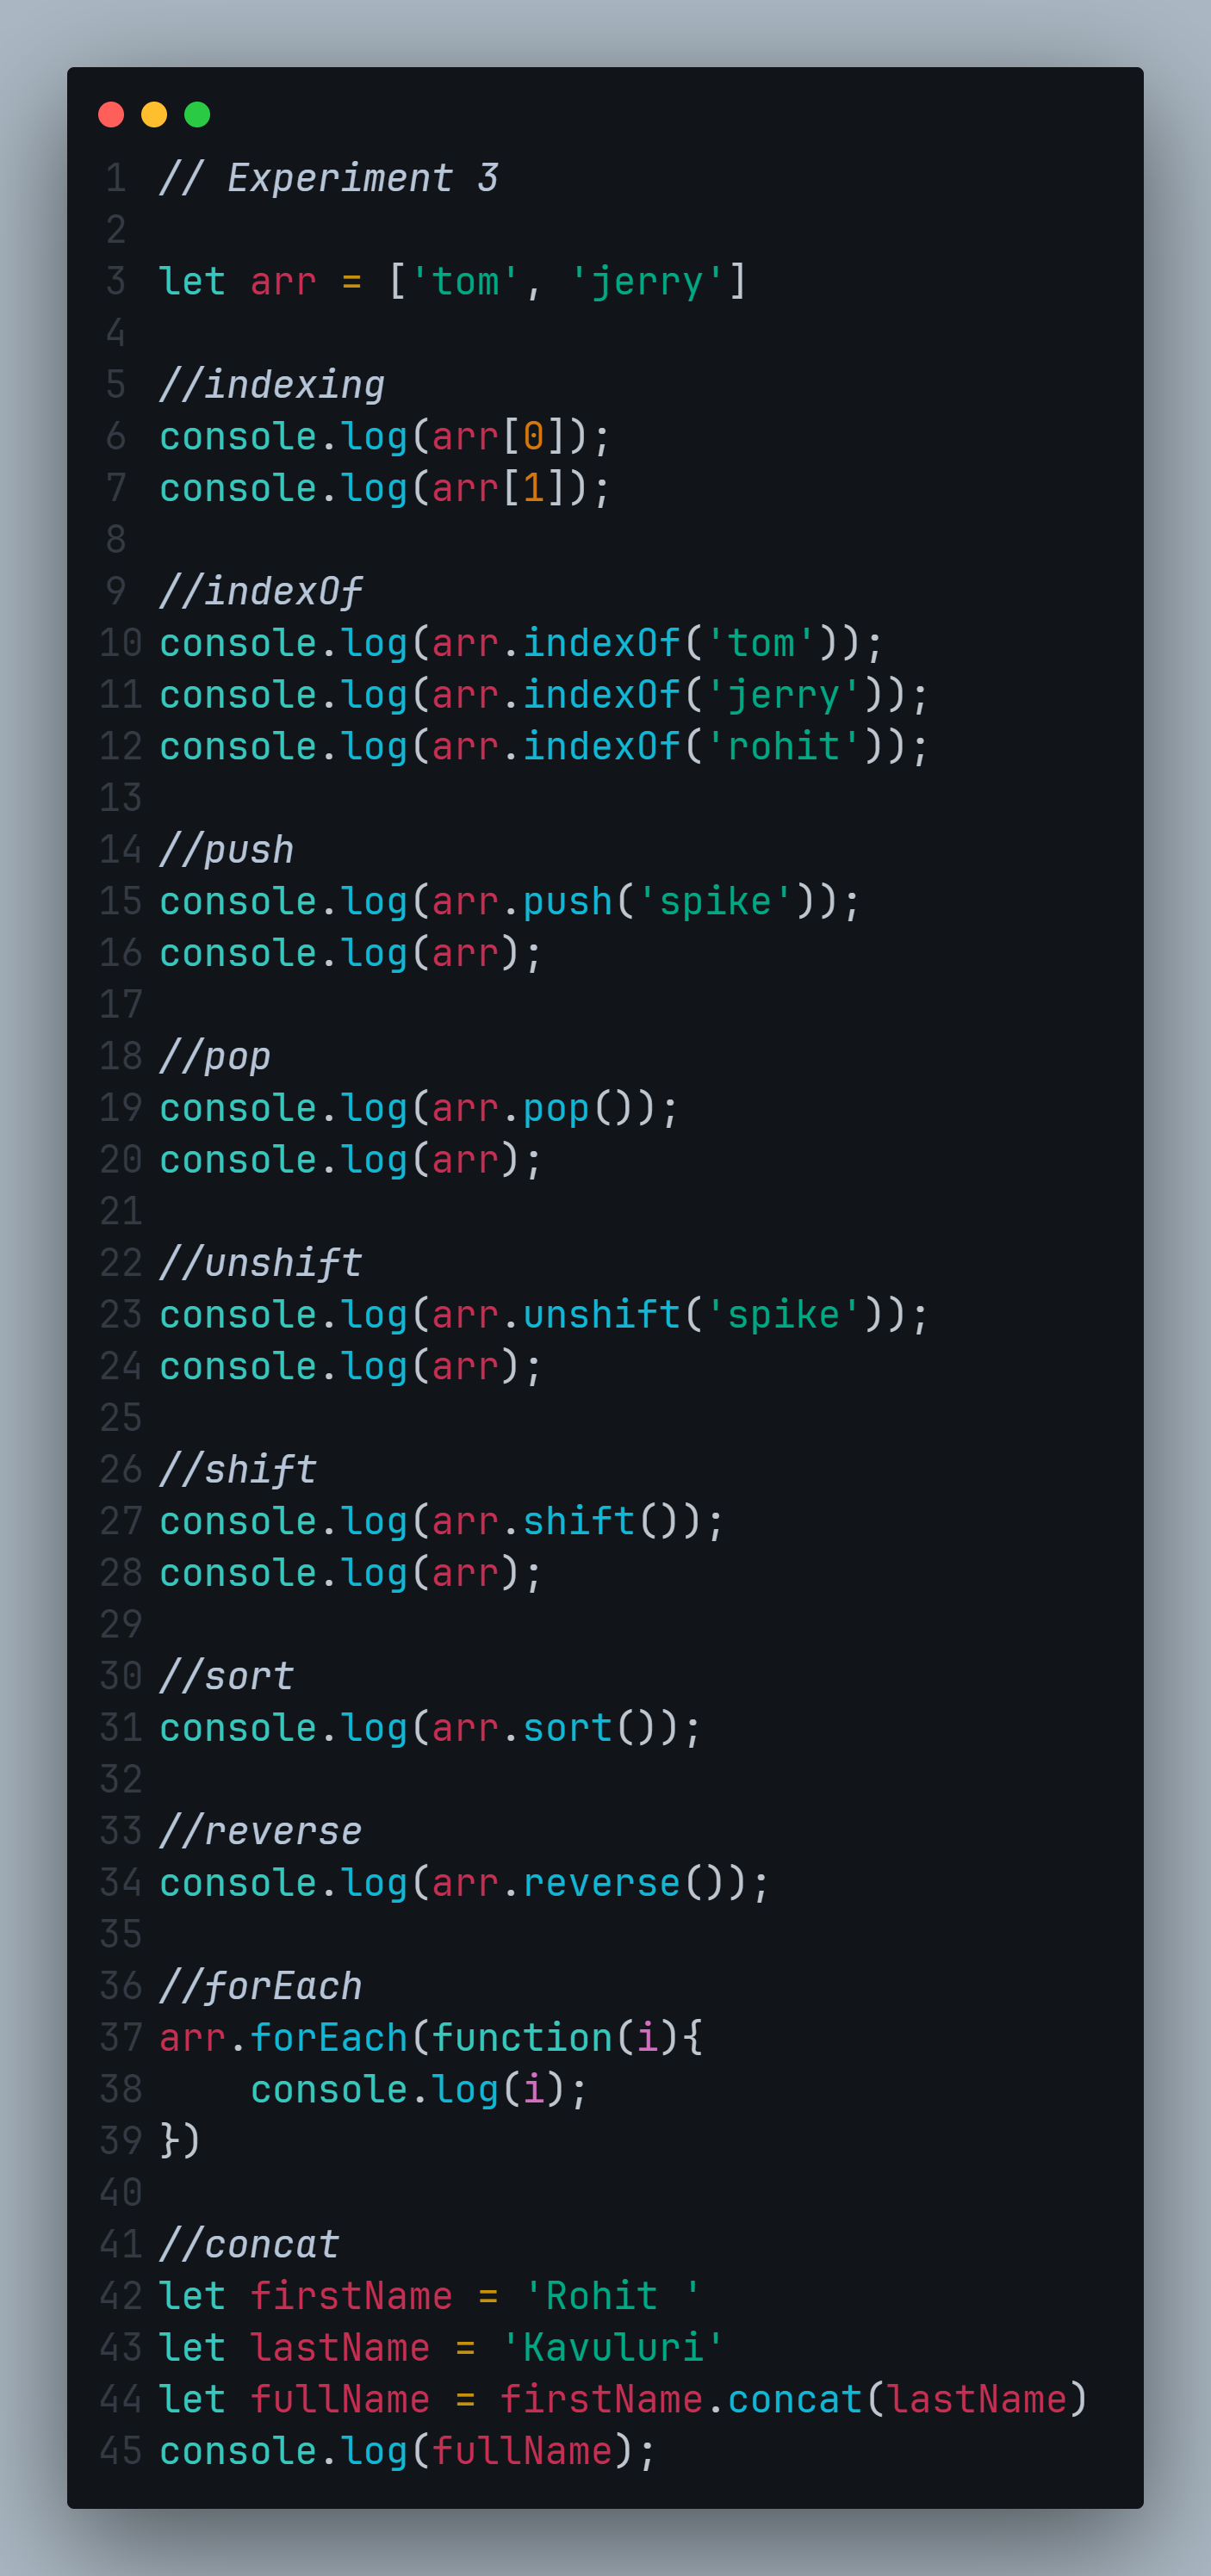 1 // Experiment 3
2
3 let arr = ['tom', 'jerry']
4
5 //indexing
6 console.log(arr[0]);
7 console.log(arr[1]);
8
9 //indexOf
10 console.log(arr.indexOf('tom'));
11 console.log(arr.indexOf('jerry'));
12 console.log(arr.indexOf('rohit'));
13
14 //push
15 console.log(arr.push('spike'));
16 console.log(arr);
17
18 //pop
19 console.log(arr.pop());
20 console.log(arr);
21
22 //unshift
23 console.log(arr.unshift('spike'));
24 console.log(arr);
25
26 //shift
27 console.log(arr.shift());
28 console.log(arr);
29
30 //sort
31 console.log(arr.sort());
32
33 //reverse
34 console.log(arr.reverse());
35
36 //forEach
37 arr.forEach(function(i){
38     console.log(i);
39 })
40
41 //concat
42 let firstName = 'Rohit '
43 let lastName = 'Kavuluri'
44 let fullName = firstName.concat(lastName)
45 console.log(fullName);